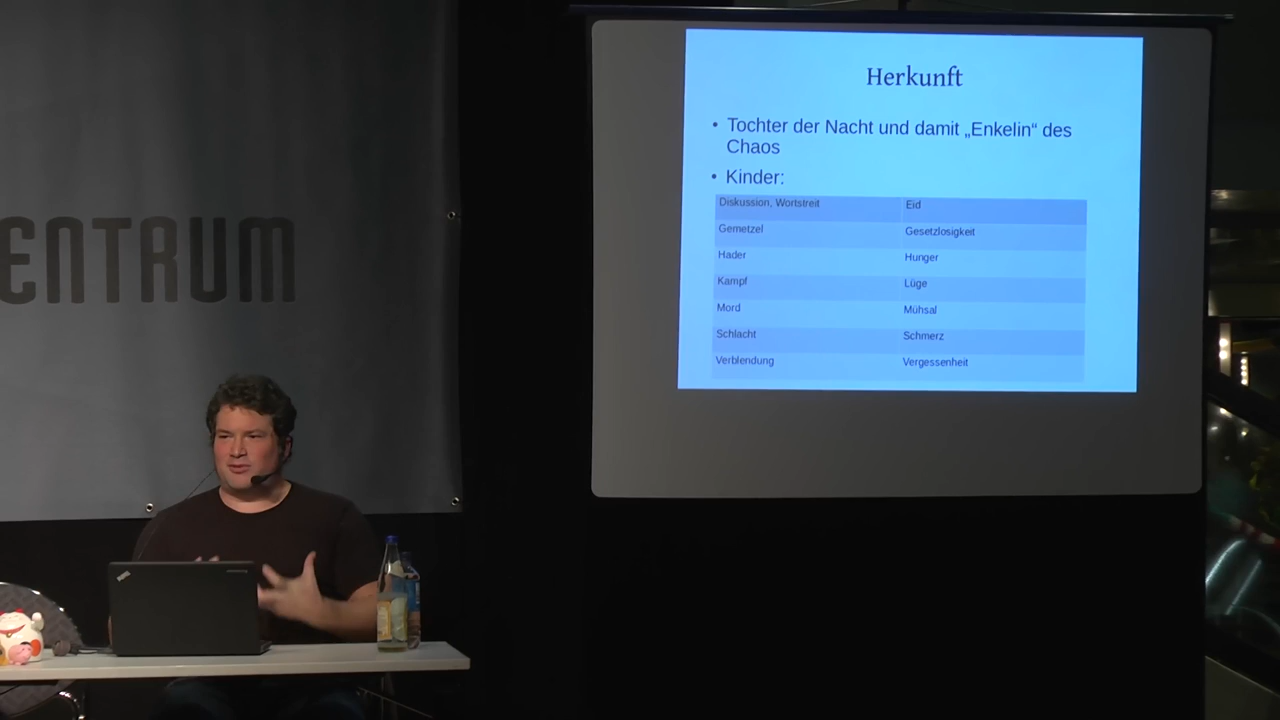 ENTRUM
Herkunft
• Tochter der Nacht und damit „Enkelin“ des
Chaos
• Kinder:
Diskussion, Wortstreit Eid
Gemetzel Gesetzlosigkeit
Hader Hunger
Kampf Lüge
Mord Mühsal
Schlacht Schmerz
Verblendung Vergessenheit